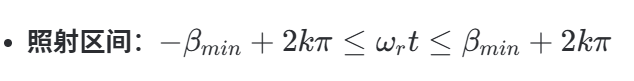 • 照射区间：$-\beta_{min} + 2k\pi \leq \omega_r t \leq \beta_{min} + 2k\pi$